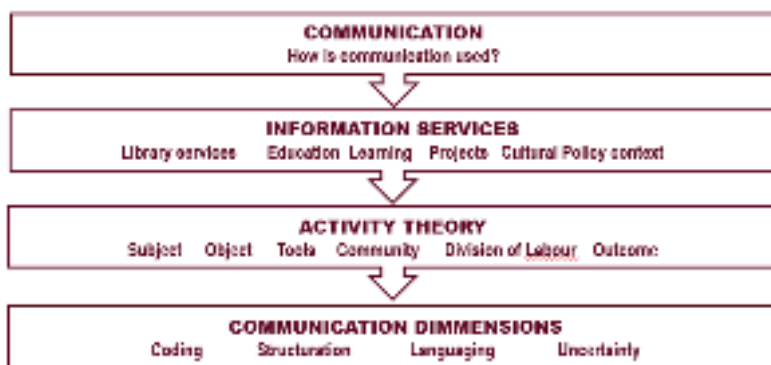 COMMUNICATION
How is communication used?
INFORMATION SERVICES
Library services Education Learning Projects Cultural Policy context
ACTIVITY THEORY
Subject Object Tools Community Division of Labour Outcome
COMMUNICATION DIMMENSIONS
Coding Structuration Languaging Uncertainty